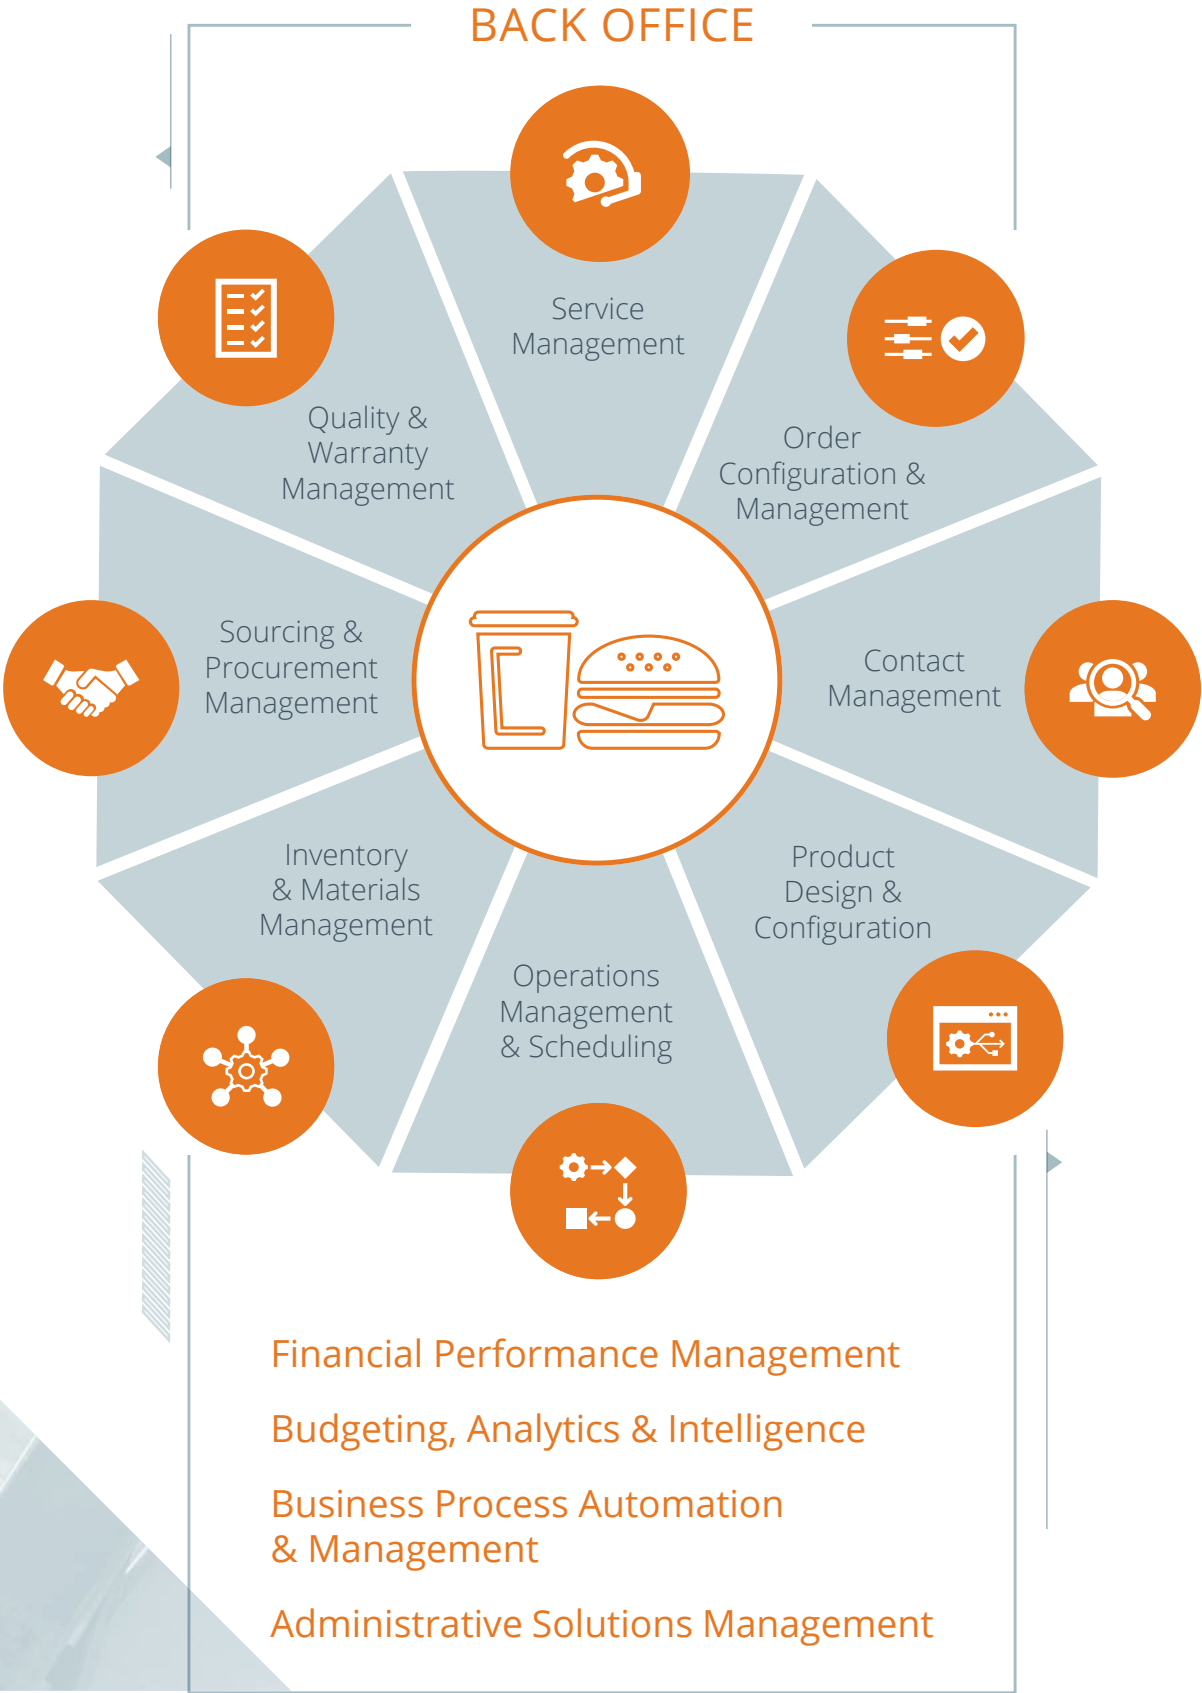 BACK OFFICE
Service
Management
Order
Configuration &
Management
Contact
Management
Product
Design &
Configuration
Operations
Management
& Scheduling
Inventory
& Materials
Management
Sourcing &
Procurement
Management
Quality &
Warranty
Management
Financial Performance Management
Budgeting, Analytics & Intelligence
Business Process Automation
& Management
Administrative Solutions Management